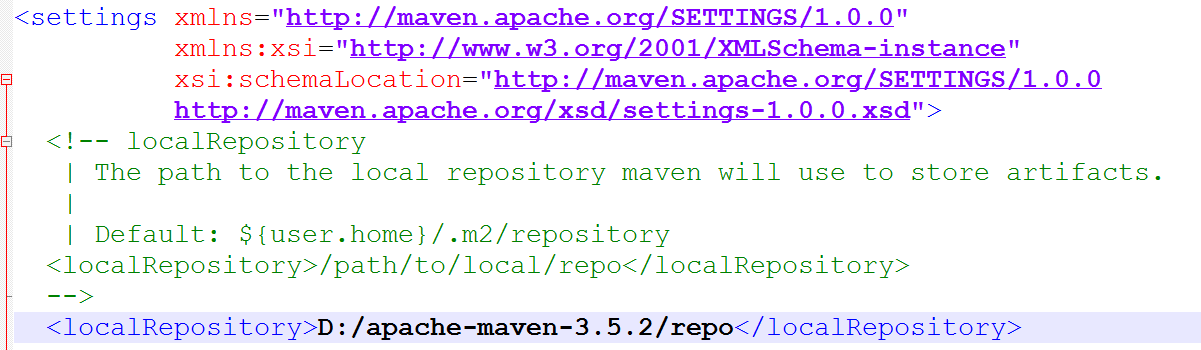 <settings xmlns="http://maven.apache.org/SETTINGS/1.0.0"
xmlns:xsi="http://www.w3.org/2001/XMLSchema-instance"
xsi:schemaLocation="http://maven.apache.org/SETTINGS/1.0.0
http://maven.apache.org/xsd/settings-1.0.0.xsd">
<!-- localRepository
| The path to the local repository maven will use to store artifacts.
|
| Default: ${user.home}/.m2/repository
<localRepository>/path/to/local/repo</localRepository>
-->
<localRepository>D:/apache-maven-3.5.2/repo</localRepository>